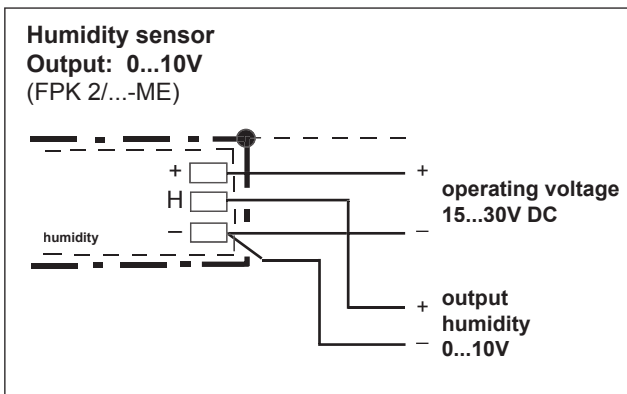 Humidity sensor
Output: 0...10V
(FPK 2/...-ME)
+
H
–
humidity
+
operating voltage
15...30V DC
–
+
output
humidity
0...10V
–